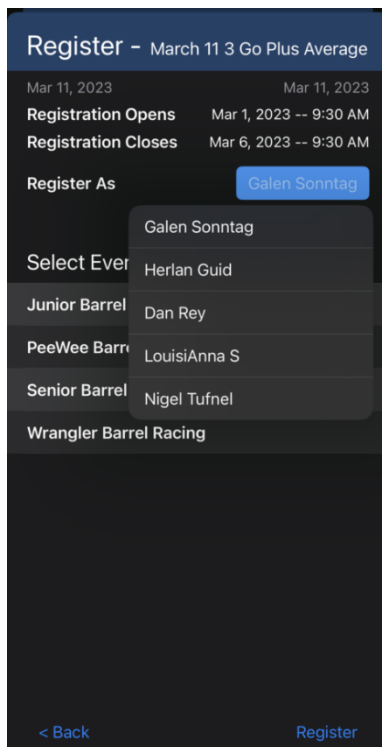 Register - March 11 3 Go Plus Average
Mar 11, 2023 Mar 11, 2023
Registration Opens Mar 1, 2023 -- 9:30 AM
Registration Closes Mar 6, 2023 -- 9:30 AM
Register As Galen Sonntag
Galen Sonntag
Select Ever
Herlan Guid
Junior Barrel
Dan Rey
PeeWee Barr
LouisiAnna S
Senior Barrel
Nigel Tufnel
Wrangler Barrel Racing
< Back Register